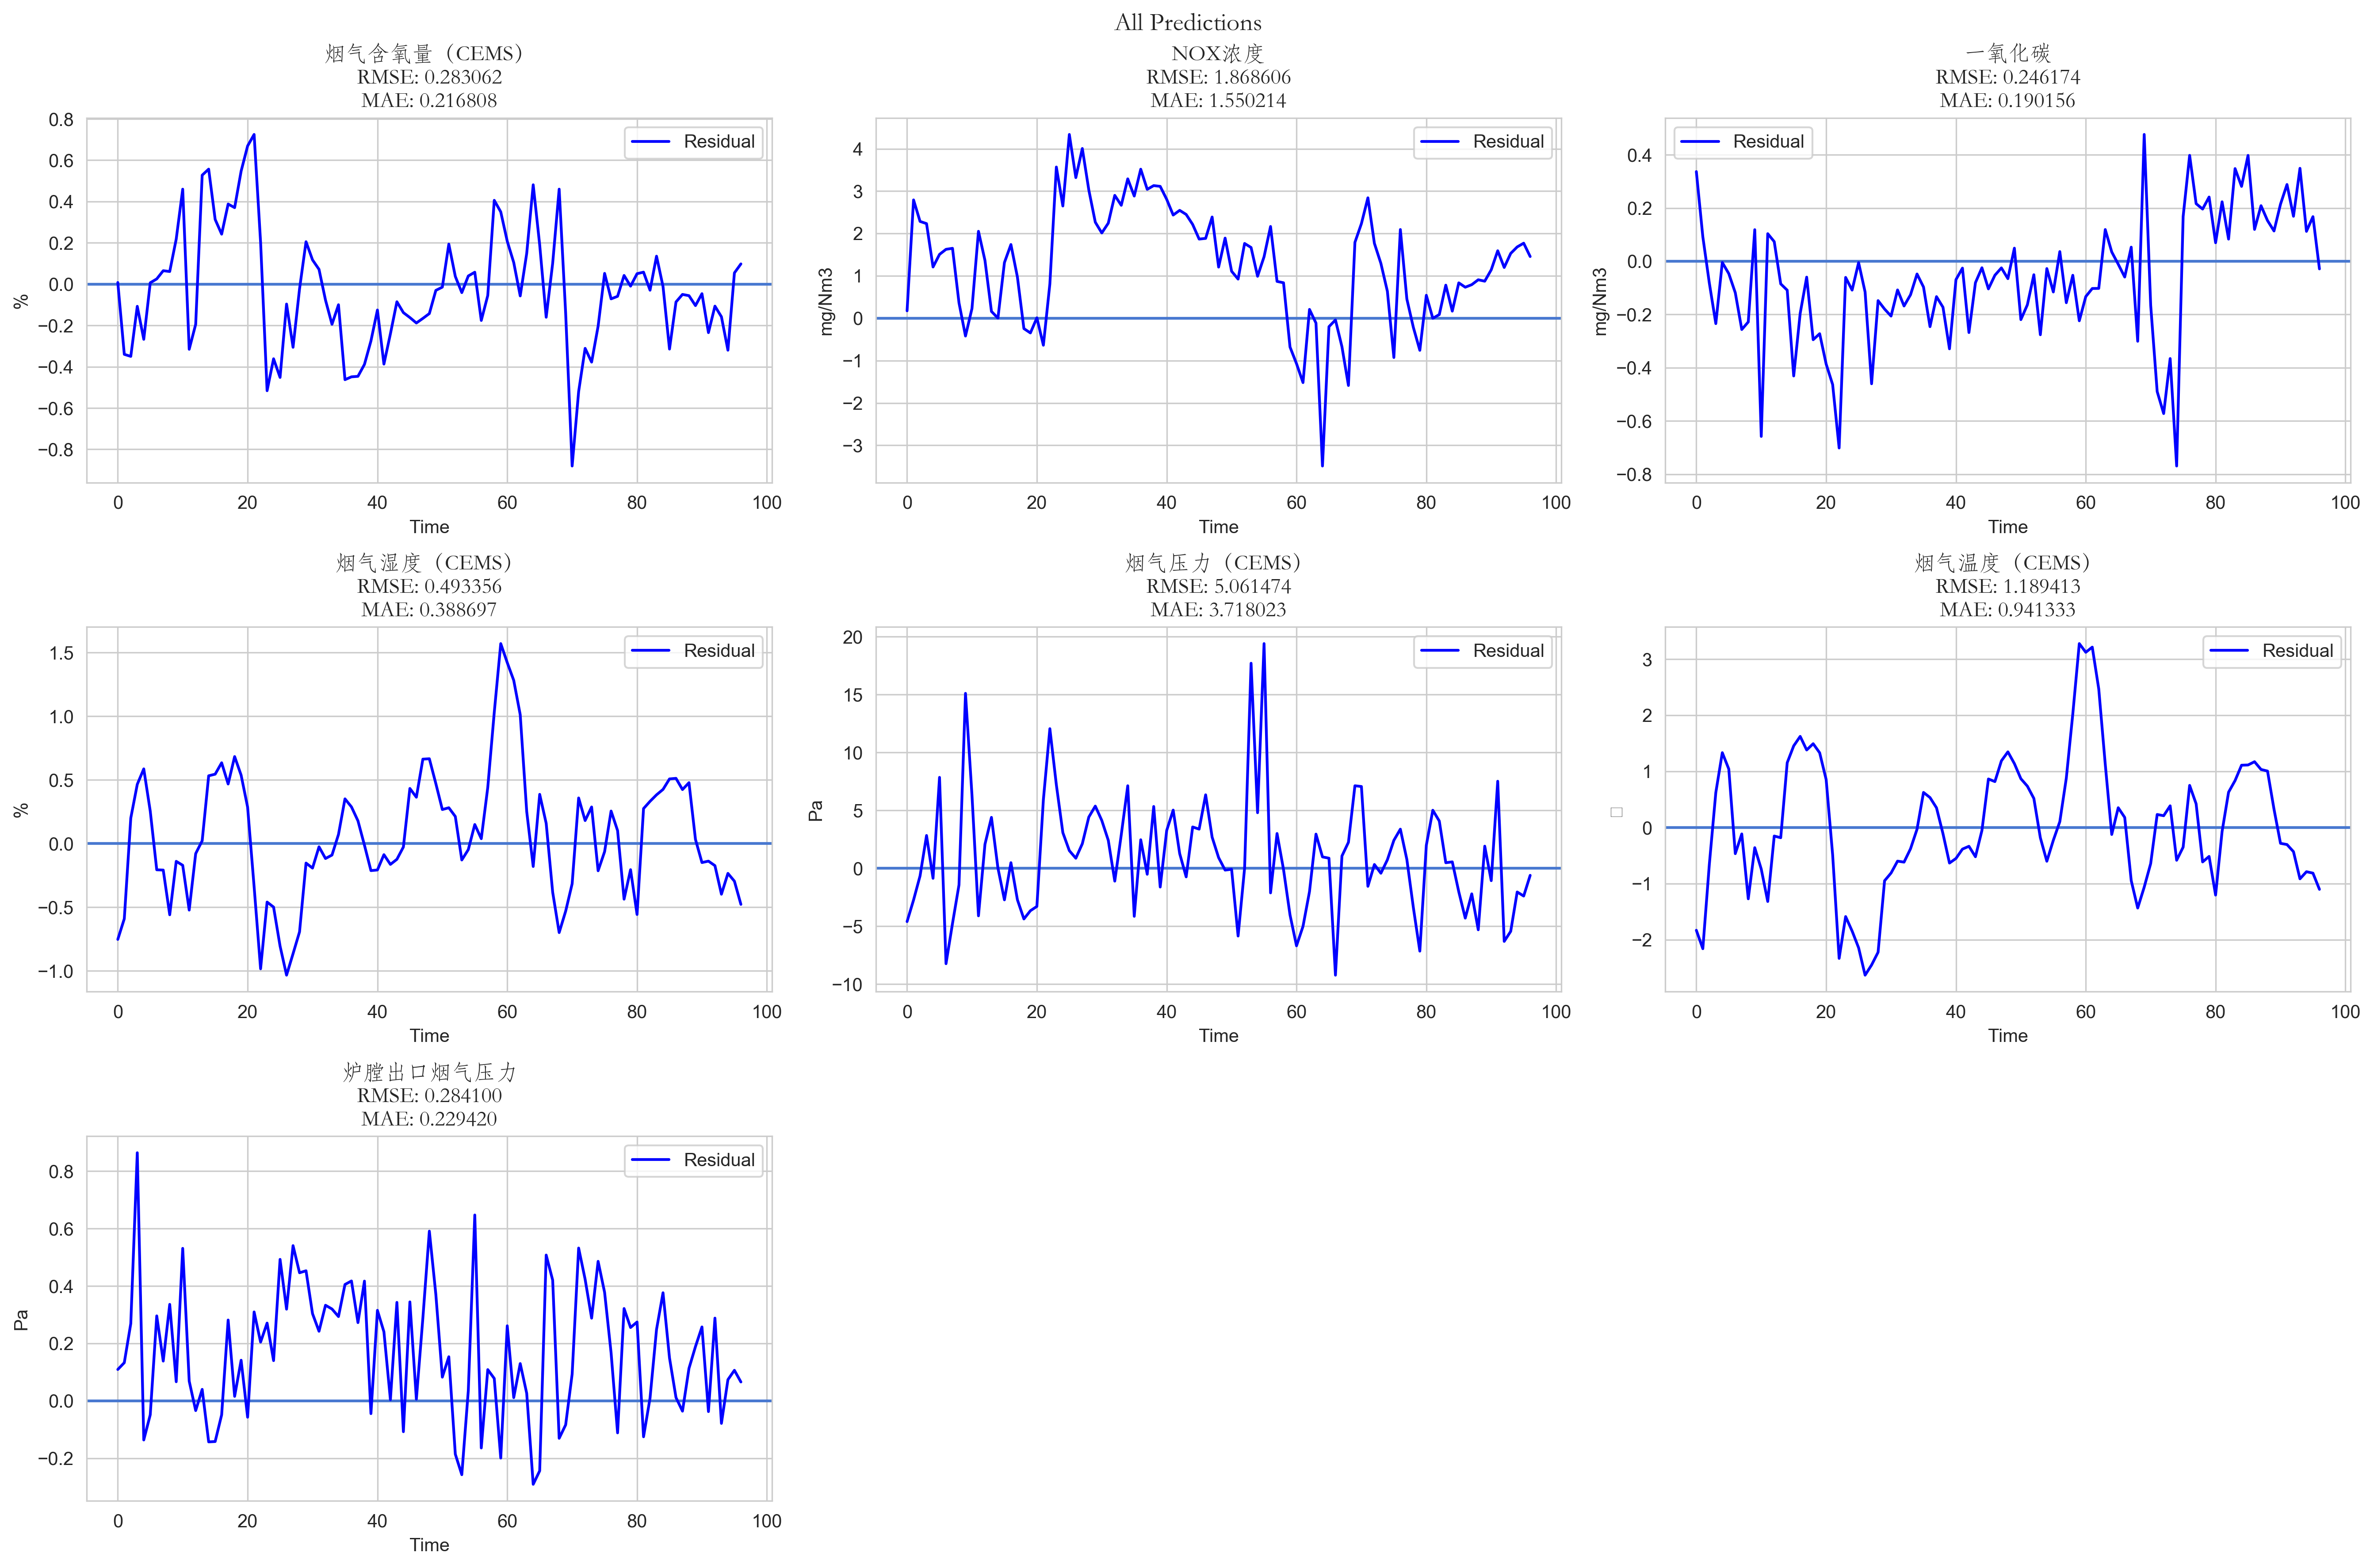 All Predictions
烟气含氧量（CEMS）
RMSE: 0.283062
MAE: 0.216808
0.8
0.6
0.4
0.2
0.0
−0.2
−0.4
−0.6
−0.8
%
Residual
0
20
40
60
80
100
Time
NOX浓度
RMSE: 1.868606
MAE: 1.550214
4
3
2
1
0
−1
−2
−3
mg/Nm3
Residual
0
20
40
60
80
100
Time
一氧化碳
RMSE: 0.246174
MAE: 0.190156
0.4
0.2
0.0
−0.2
−0.4
−0.6
−0.8
mg/Nm3
Residual
0
20
40
60
80
100
Time
烟气湿度（CEMS）
RMSE: 0.493356
MAE: 0.388697
1.5
1.0
0.5
0.0
−0.5
−1.0
%
Residual
0
20
40
60
80
100
Time
烟气压力（CEMS）
RMSE: 5.061474
MAE: 3.718023
20
15
10
5
0
−5
−10
Pa
Residual
0
20
40
60
80
100
Time
烟气温度（CEMS）
RMSE: 1.189413
MAE: 0.941333
3
2
1
0
−1
−2
Residual
0
20
40
60
80
100
Time
炉膛出口烟气压力
RMSE: 0.284100
MAE: 0.229420
0.8
0.6
0.4
0.2
0.0
−0.2
Pa
Residual
0
20
40
60
80
100
Time